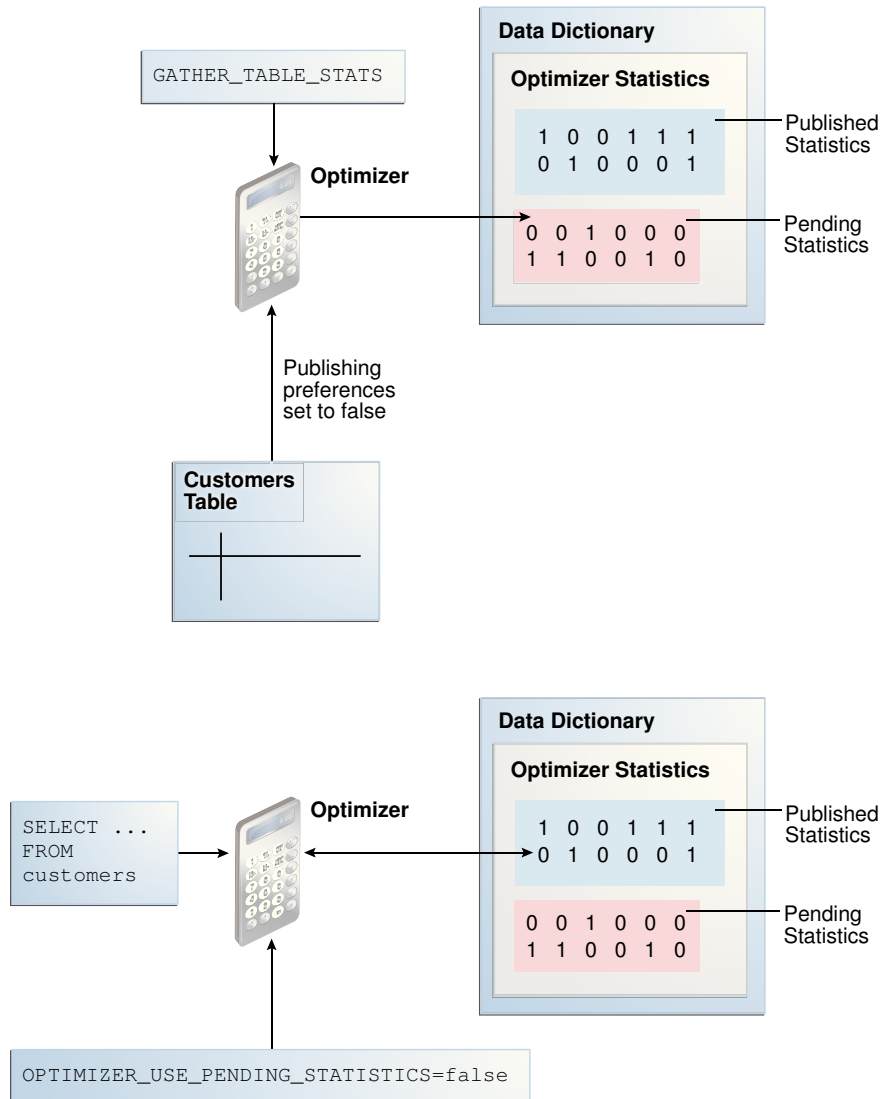 Data Dictionary
GATHER_TABLE_STATS
Optimizer Statistics
Published
Statistics
1 0 0 1 1 1
0 1 0 0 0 1
Optimizer
Pending
Statistics
0 0 1 0 0 0
1 1 0 0 1 0
Publishing
preferences
set to false
Customers
Table
Data Dictionary
Optimizer Statistics
Optimizer
SELECT ...
FROM
customers
1 0 0 1 1 1
0 1 0 0 0 1
Published
Statistics
0 0 1 0 0 0
1 1 0 0 1 0
Pending
Statistics
OPTIMIZER_USE_PENDING_STATISTICS=false